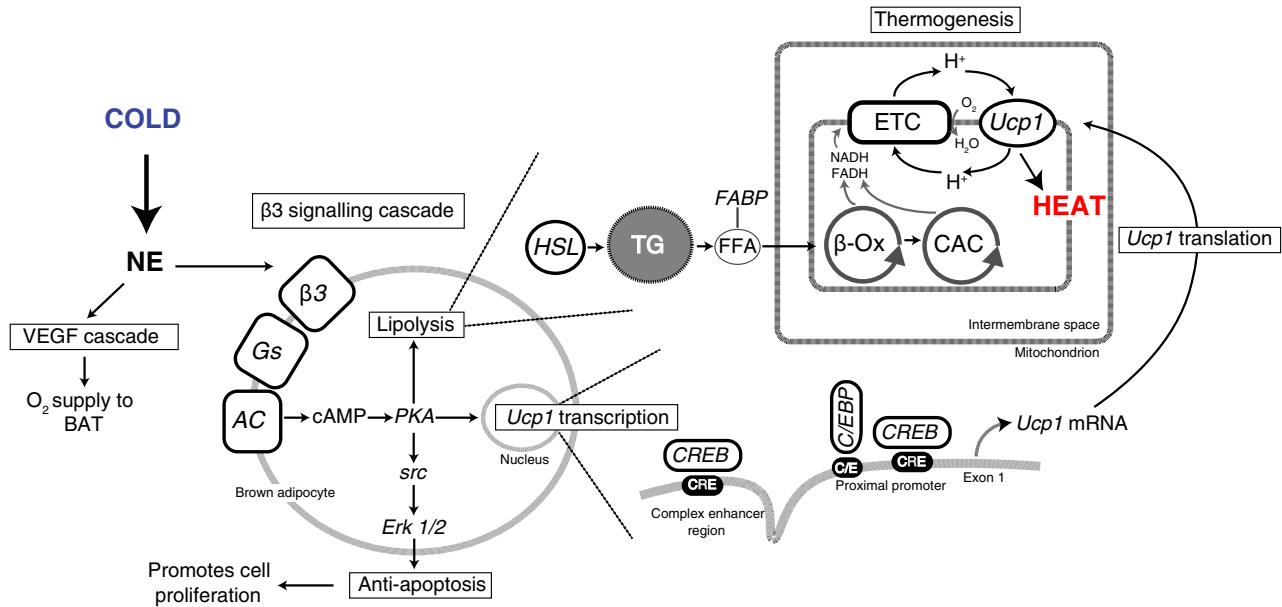 COLD
NE
VEGF cascade
O2 supply to
BAT
β3 signalling cascade
β3
Gs
AC
cAMP
PKA
Lipolysis
Ucp1 transcription
Nucleus
src
Erk 1/2
Brown adipocyte
Anti-apoptosis
Promotes cell
proliferation
HSL
TG
FABP
FFA
Thermogenesis
H+
ETC
O2
H2O
Ucp1
NADH
FADH
H+
HEAT
β-Ox
CAC
Intermembrane space
Mitochondrion
Ucp1 translation
CREB
CRE
Complex enhancer
region
C/EBP
C/E
CREB
CRE
Proximal promoter
Exon 1
Ucp1 mRNA